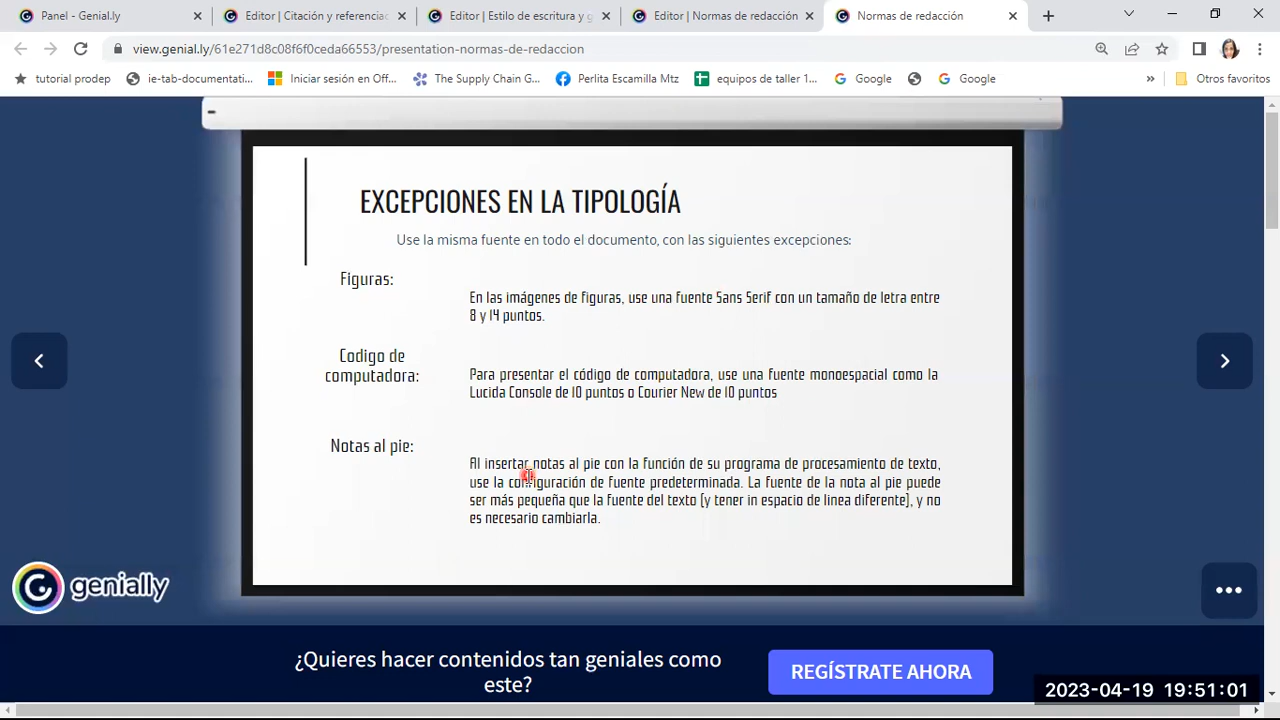 Panel - Genial.ly
Editor | Citación y referenciac
Editor | Estilo de escritura y g
Editor | Normas de redacción
Normas de redacción
view.genial.ly/61e271d8c08f6f0ceda66553/presentation-normas-de-redaccion
tutorial prodep
ie-tab-documentati...
Iniciar sesión en Off...
The Supply Chain G...
Perlita Escamilla Mtz
equipos de taller 1...
Google
Google
»
Otros favoritos
EXCEPCIONES EN LA TIPOLOGÍA
Use la misma fuente en todo el documento, con las siguientes excepciones:
Figuras:
En las imágenes de figuras, use una fuente Sans Serif con un tamaño de letra entre
8 y 14 puntos.
Codigo de
computadora:
Para presentar el código de computadora, use una fuente monoespacial como la
Lucida Console de 10 puntos o Courier New de 10 puntos
Notas al pie:
Al insertar notas al pie con la función de su programa de procesamiento de texto,
use la configuración de fuente predeterminada. La fuente de la nota al pie puede
ser más pequeña que la fuente del texto (y tener in espacio de linea diferente), y no
es necesario cambiarla.
genially
¿Quieres hacer contenidos tan geniales como
este?
REGÍSTRATE AHORA
2023-04-19 19:51:01